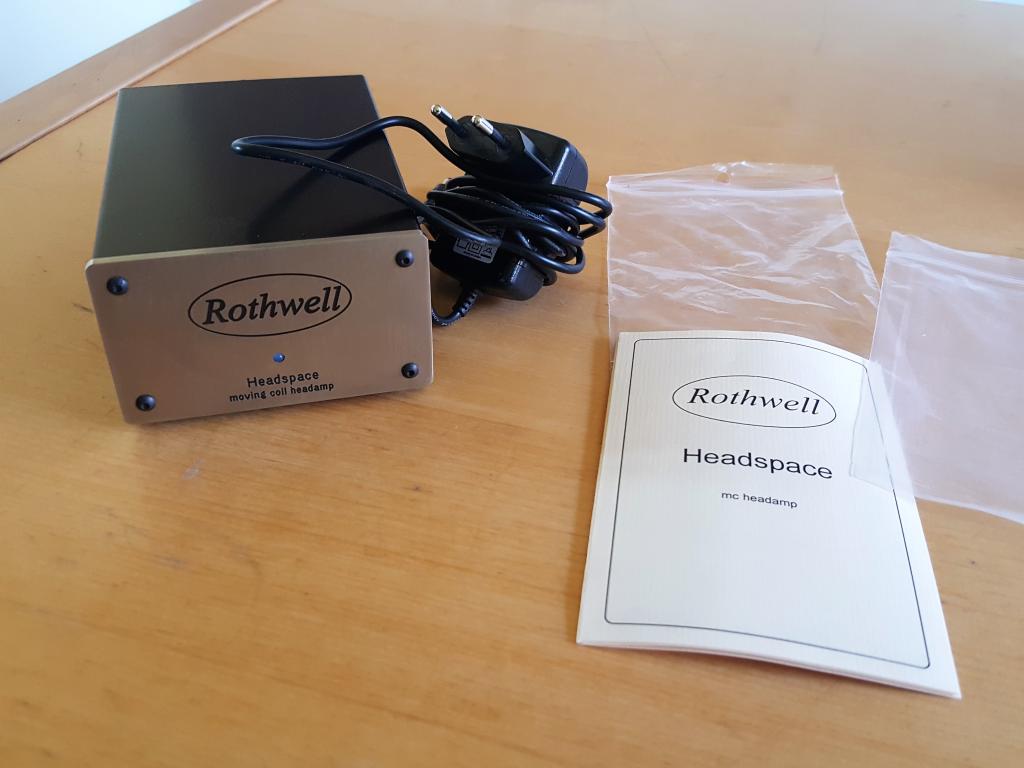 Rothwell
Headspace
moving coil headamp
Rothwell
Headspace
mc headamp